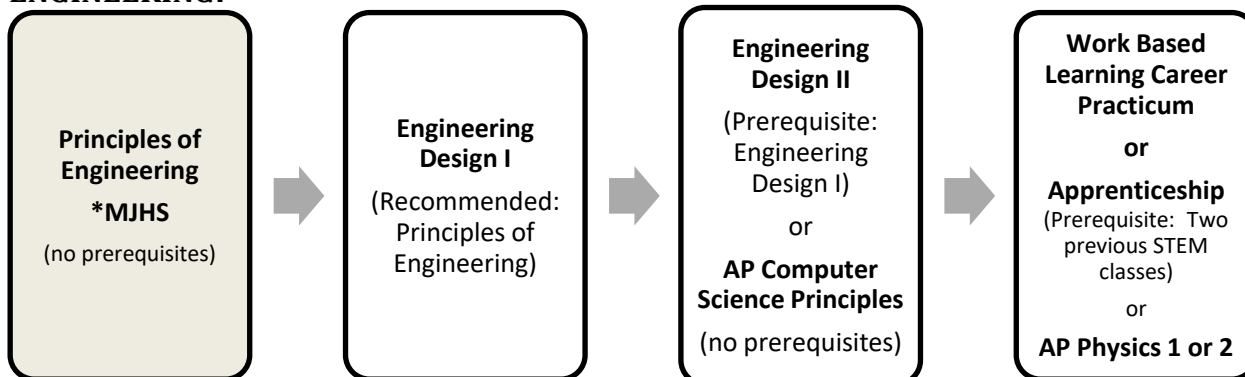 ENGINEERING:
Principles of
Engineering
*MJHS
(no prerequisites)
Engineering
Design I
(Recommended:
Principles of
Engineering)
Engineering
Design II
(Prerequisite:
Engineering
Design I)
or
AP Computer
Science Principles
(no prerequisites)
Work Based
Learning Career
Practicum
or
Apprenticeship
(Prerequisite: Two
previous STEM
classes)
or
AP Physics 1 or 2